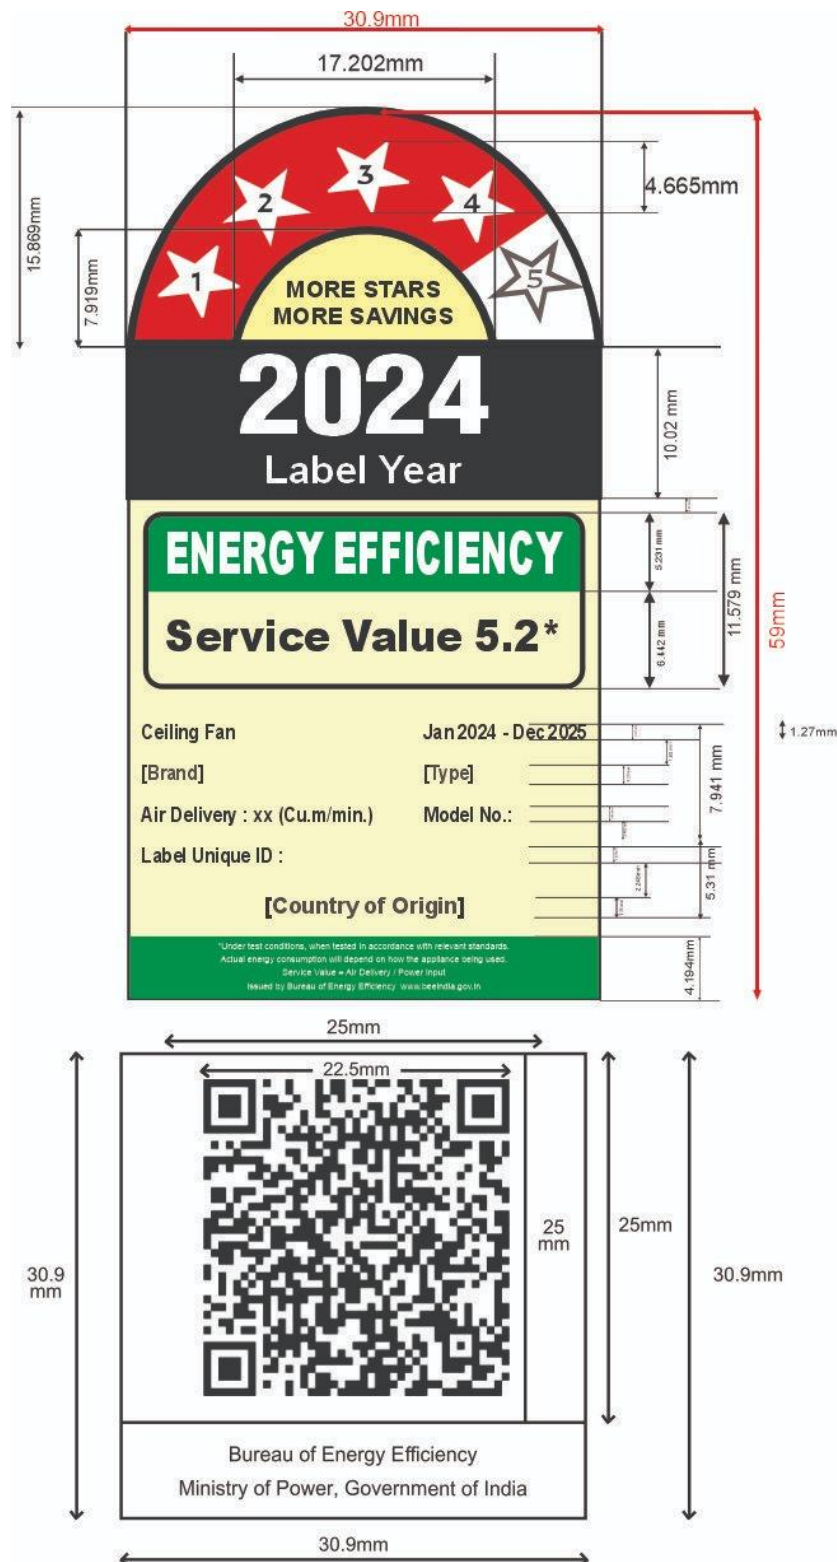 30.9mm
17.202mm
15.869mm
7.919mm
4.665mm
1
2
3
4
5
MORE STARS
MORE SAVINGS
2024
Label Year
10.02 mm
ENERGY EFFICIENCY
5.231 mm
11.579 mm
59mm
Service Value 5.2*
6.442 mm
Ceiling Fan
Jan 2024 - Dec 2025
1.27mm
[Brand]
[Type]
7.941 mm
Air Delivery : xx (Cu.m/min.)
Model No.:
Label Unique ID :
5.31 mm
[Country of Origin]
*Under test conditions, when tested in accordance with relevant standards.
Actual energy consumption will depend on how the appliance being used.
Service Value = Air Delivery / Power Input
Issued by Bureau of Energy Efficiency www.beeindia.gov.in
4.194mm
25mm
22.5mm
25
mm
25mm
30.9
mm
30.9mm
Bureau of Energy Efficiency
Ministry of Power, Government of India
30.9mm